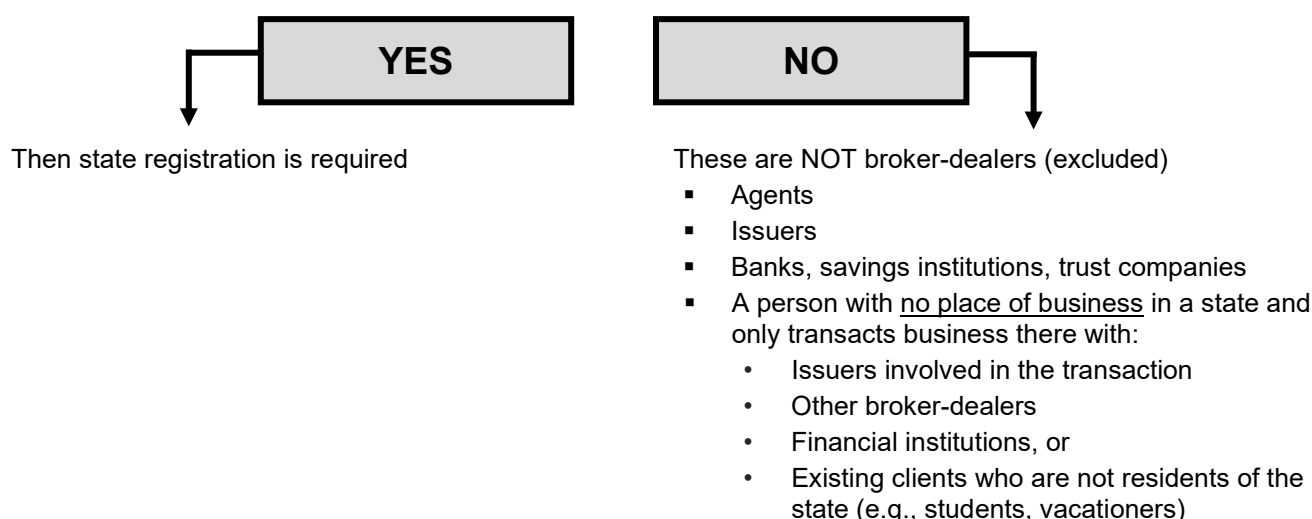 YES
NO
Then state registration is required
These are NOT broker-dealers (excluded)
▪ Agents
▪ Issuers
▪ Banks, savings institutions, trust companies
▪ A person with no place of business in a state and
only transacts business there with:
• Issuers involved in the transaction
• Other broker-dealers
• Financial institutions, or
• Existing clients who are not residents of the
state (e.g., students, vacationers)